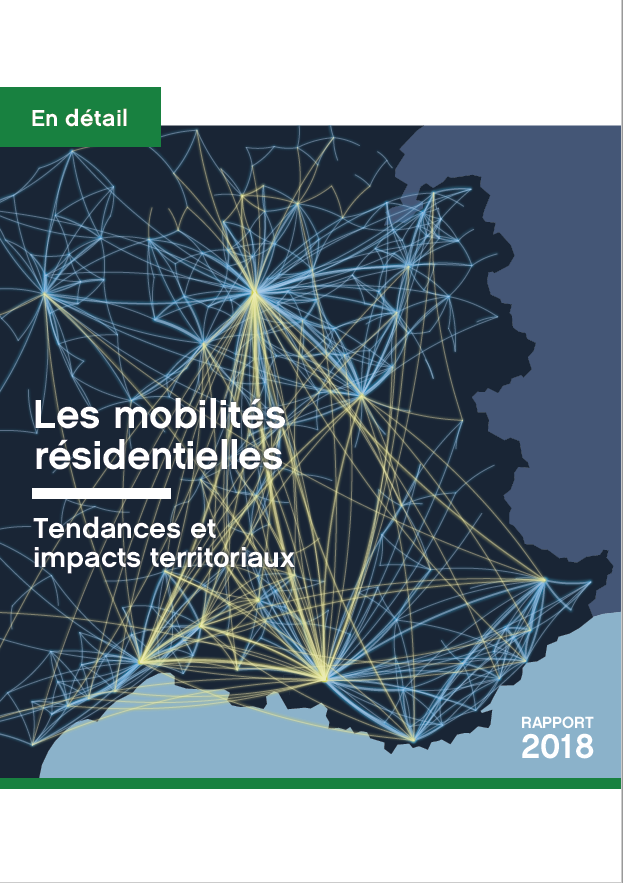 En détail
Les mobilités
résidentielles
Tendances et
impacts territoriaux
RAPPORT
2018